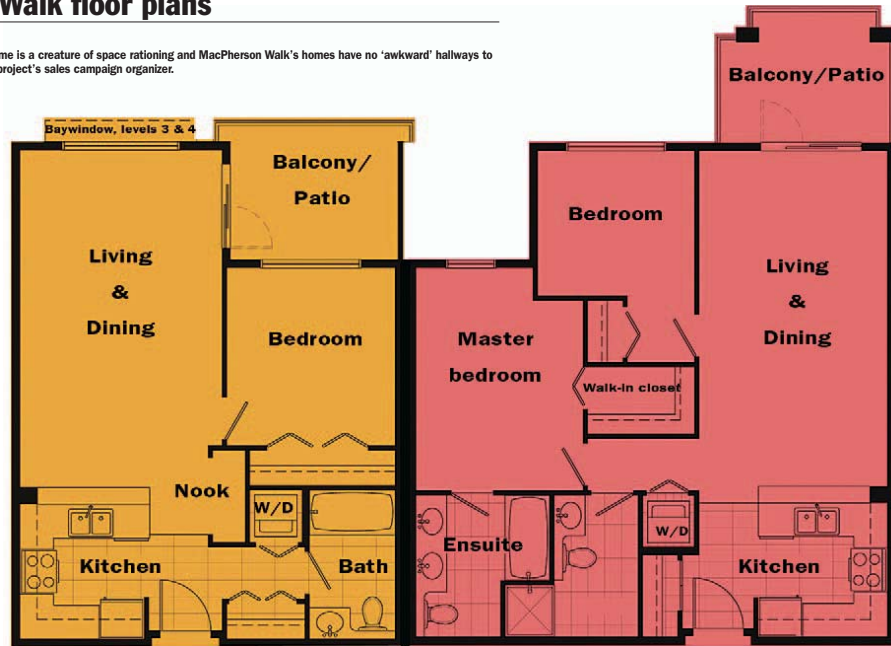 Walk floor plans
me is a creature of space rationing and MacPherson Walk’s homes have no ‘awkward’ hallways to
project’s sales campaign organizer.
Baywindow, levels 3 & 4
Balcony/
Patio
Living
&
Dining
Bedroom
Nook
W/D
Kitchen
Bath
Balcony/Patio
Bedroom
Living
&
Dining
Master
bedroom
Walk-in closet
Ensuite
W/D
Kitchen